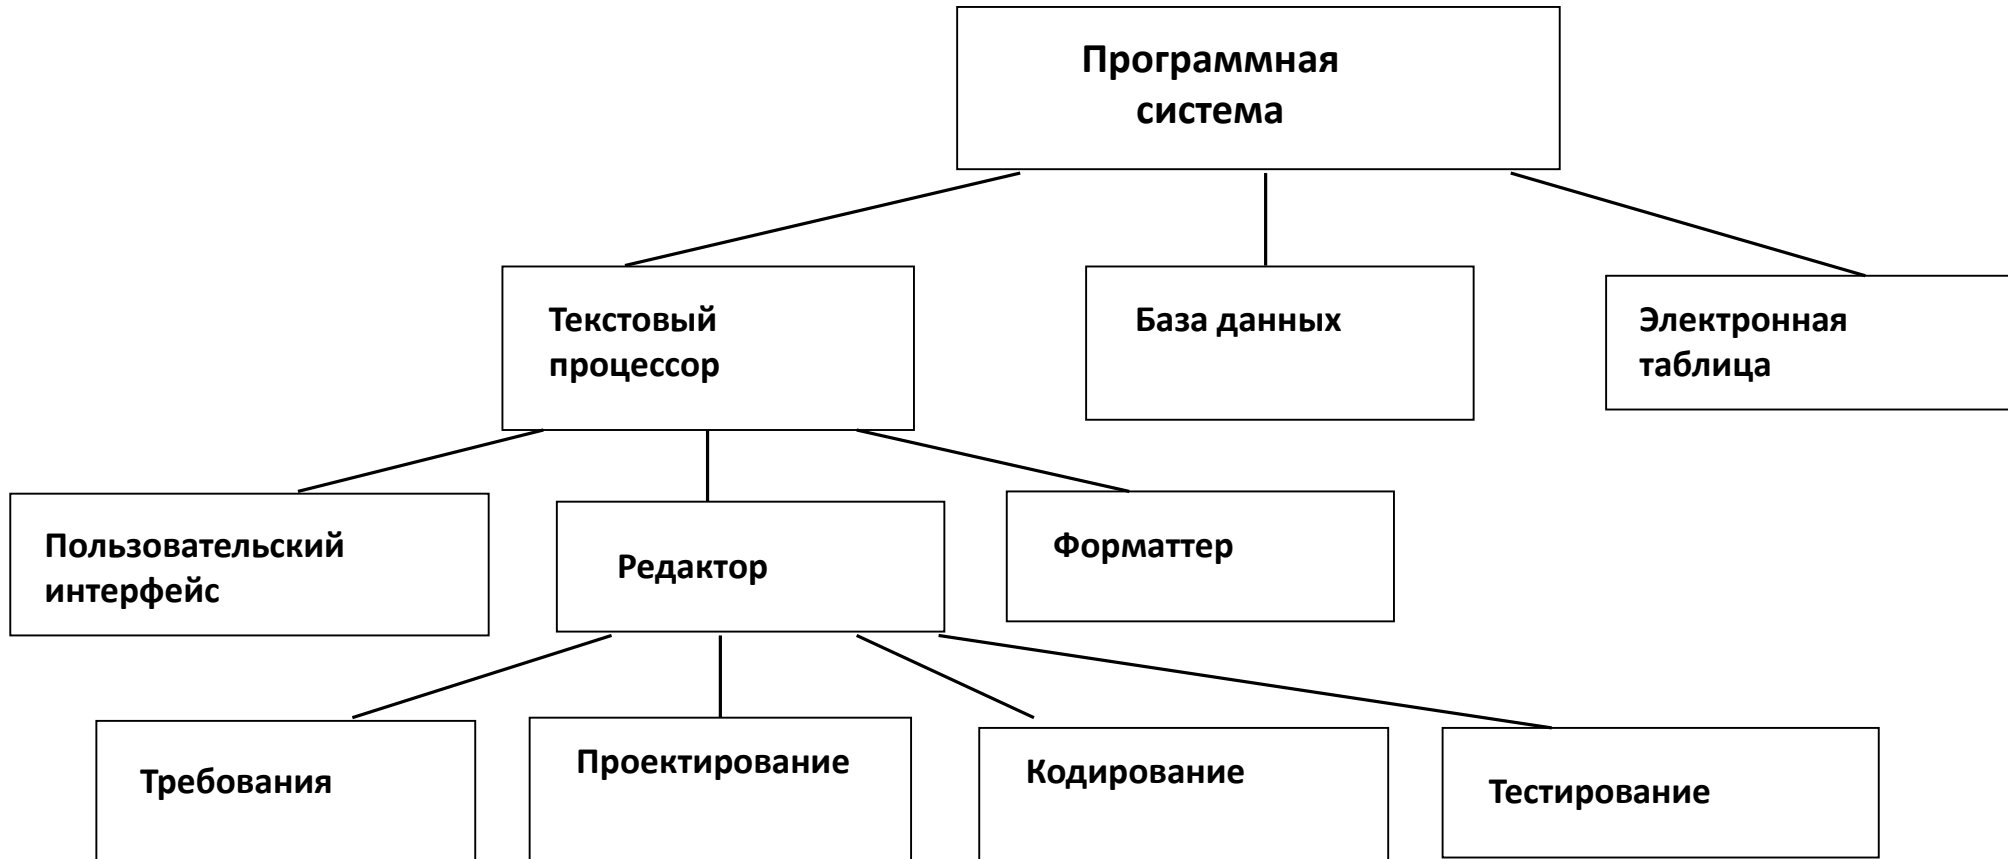 Программная
система
Текстовый
процессор
База данных
Электронная
таблица
Пользовательский
интерфейс
Редактор
Форматтер
Требования
Проектирование
Кодирование
Тестирование